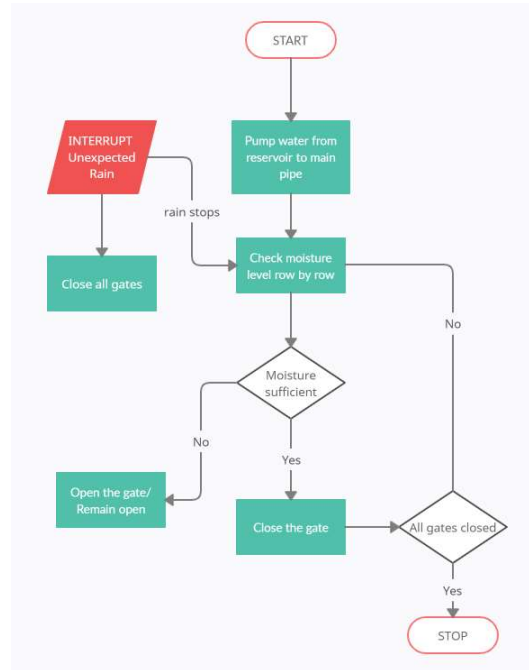 START
INTERRUPT
Unexpected
Rain
Pump water from
reservoir to main
pipe
rain stops
Check moisture
level row by row
Close all gates
No
Moisture
sufficient
No
Yes
Open the gate/
Remain open
Close the gate
All gates closed
Yes
STOP